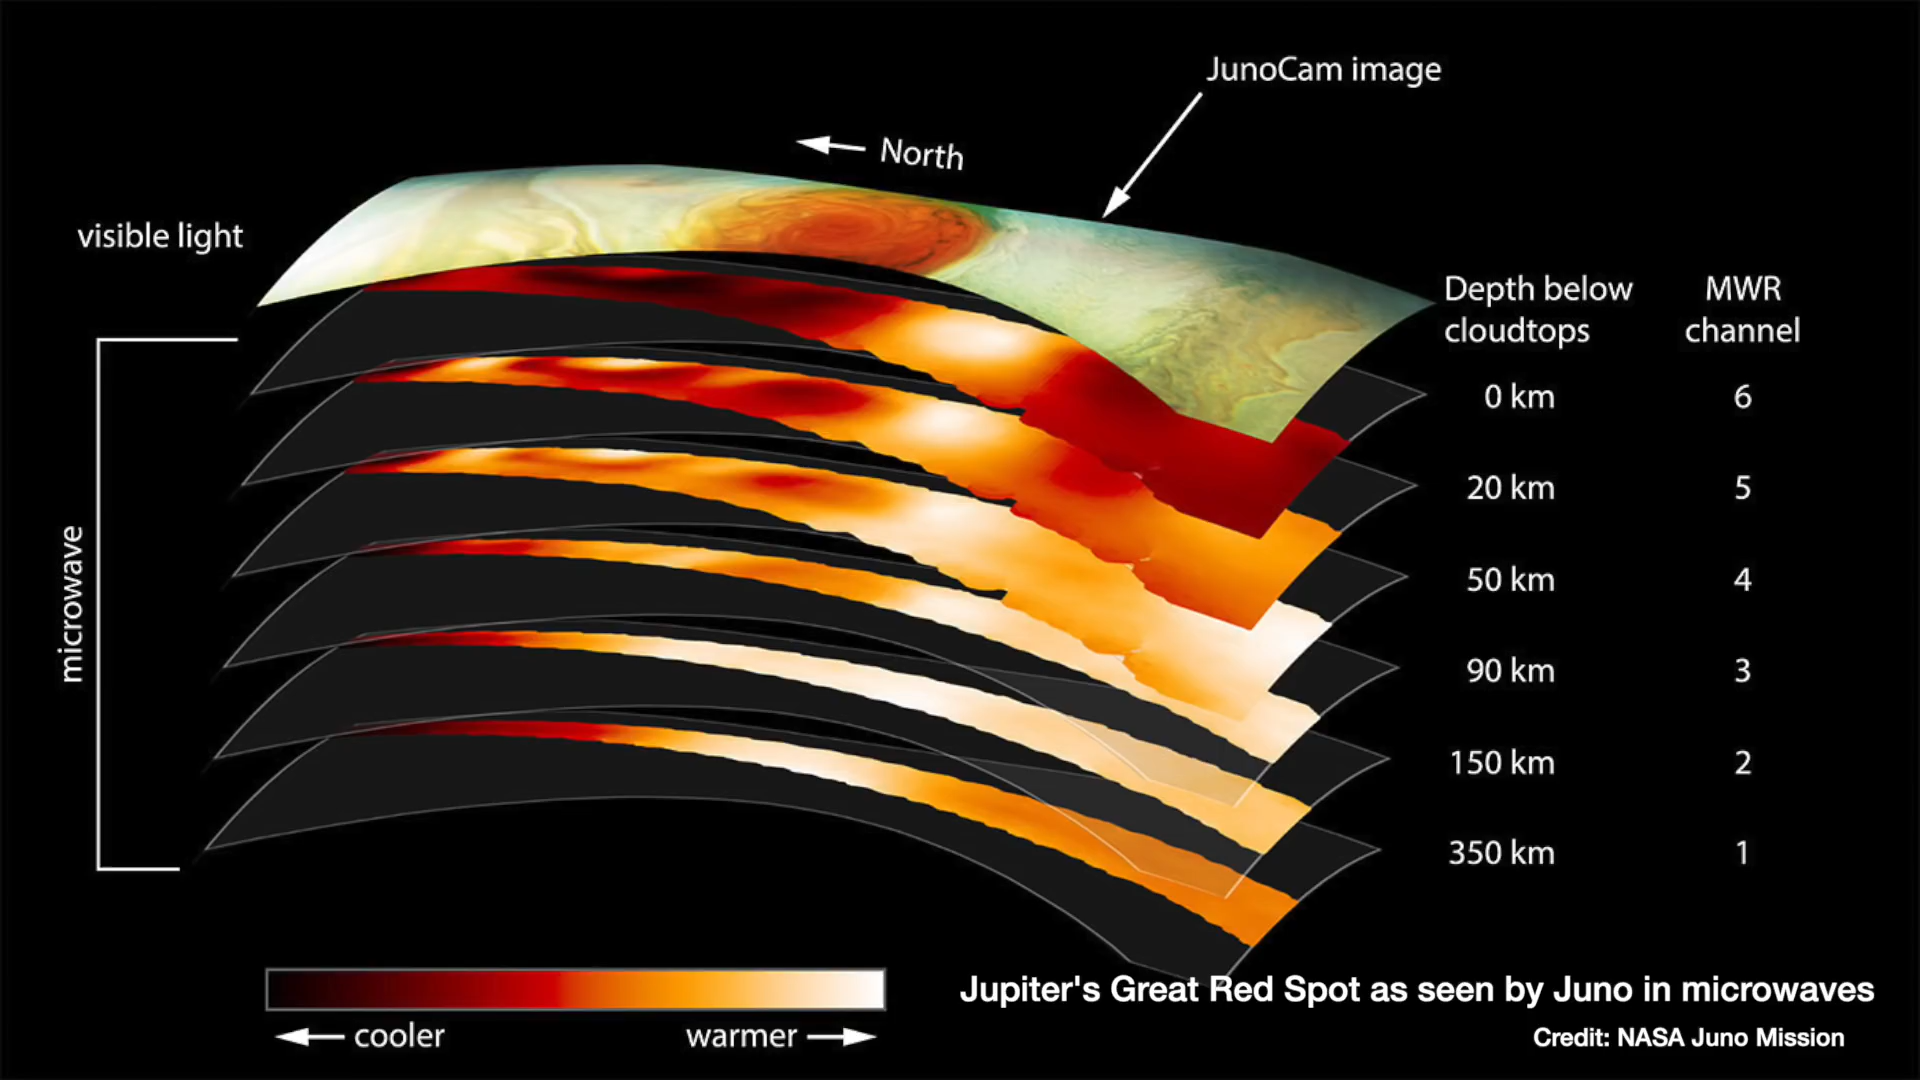 JunoCam image
North
visible light
Depth below
cloudtops
MWR
channel
0 km 6
20 km 5
50 km 4
90 km 3
150 km 2
350 km 1
microwave
cooler
warmer
Jupiter's Great Red Spot as seen by Juno in microwaves
Credit: NASA Juno Mission